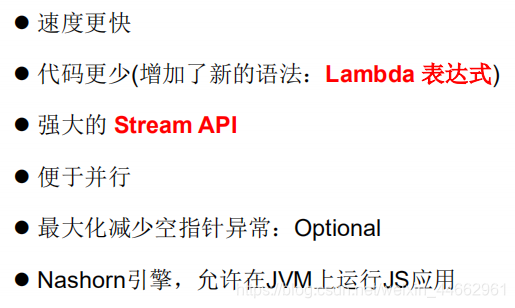 ● 速度更快
● 代码更少(增加了新的语法：Lambda 表达式)
● 强大的 Stream API
● 便于并行
● 最大化减少空指针异常：Optional
● Nashorn引擎，允许在JVM上运行JS应用
https://blog.csdn.net/weixin_44662961